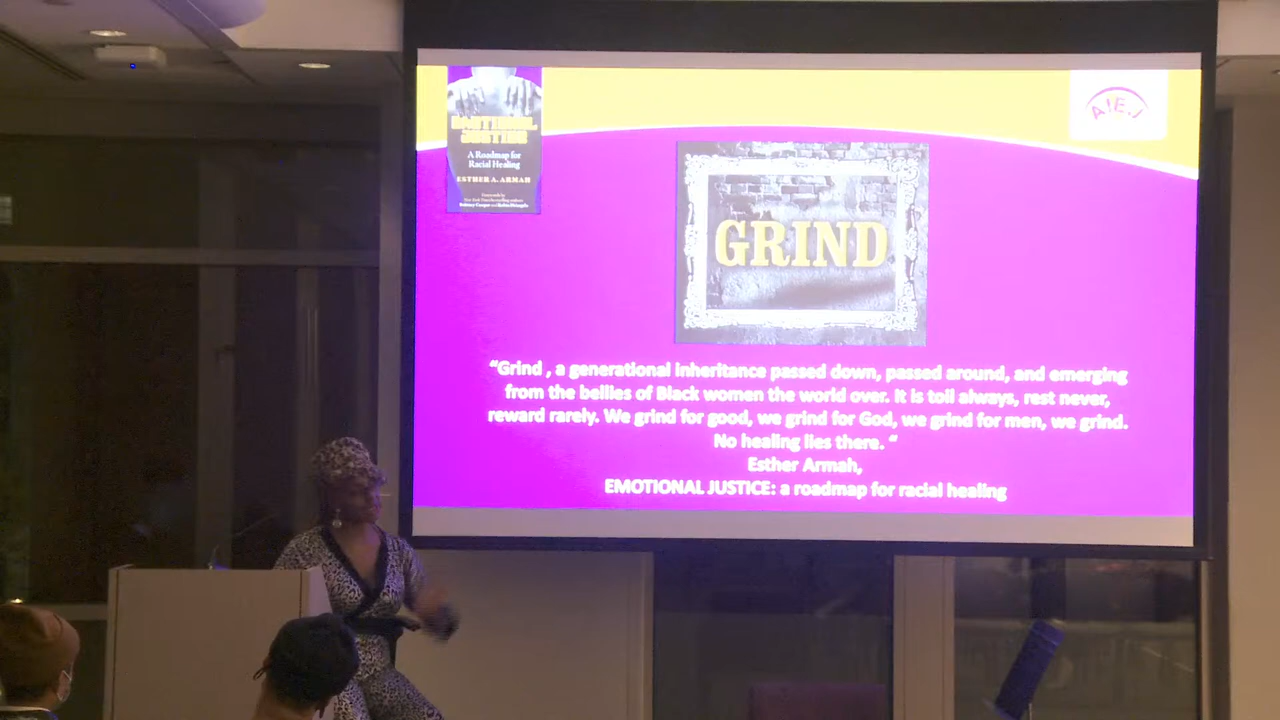 EMOTIONAL
JUSTICE
A Roadmap for
Racial Healing
ESTHER A. ARMAH
AIEJ
GRIND
“Grind , a generational inheritance passed down, passed around, and emerging
from the bellies of Black women the world over. It is toil always, rest never,
reward rarely. We grind for good, we grind for God, we grind for men, we grind.
No healing lies there. “
Esther Armah,
EMOTIONAL JUSTICE: a roadmap for racial healing